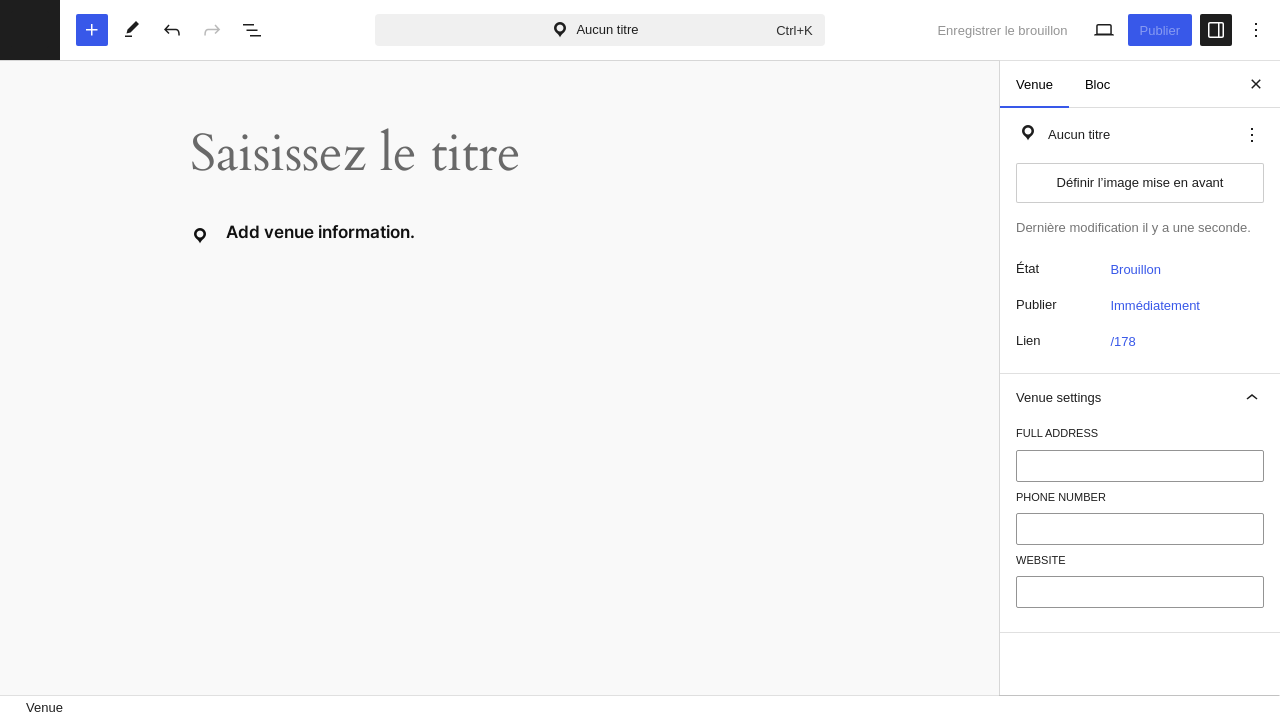 Aucun titre
Ctrl+K
Enregistrer le brouillon
Publier
Saisissez le titre
Add venue information.
Venue
Bloc
Aucun titre
Définir l’image mise en avant
Dernière modification il y a une seconde.
État
Brouillon
Publier
Immédiatement
Lien
/178
Venue settings
FULL ADDRESS
PHONE NUMBER
WEBSITE
Venue